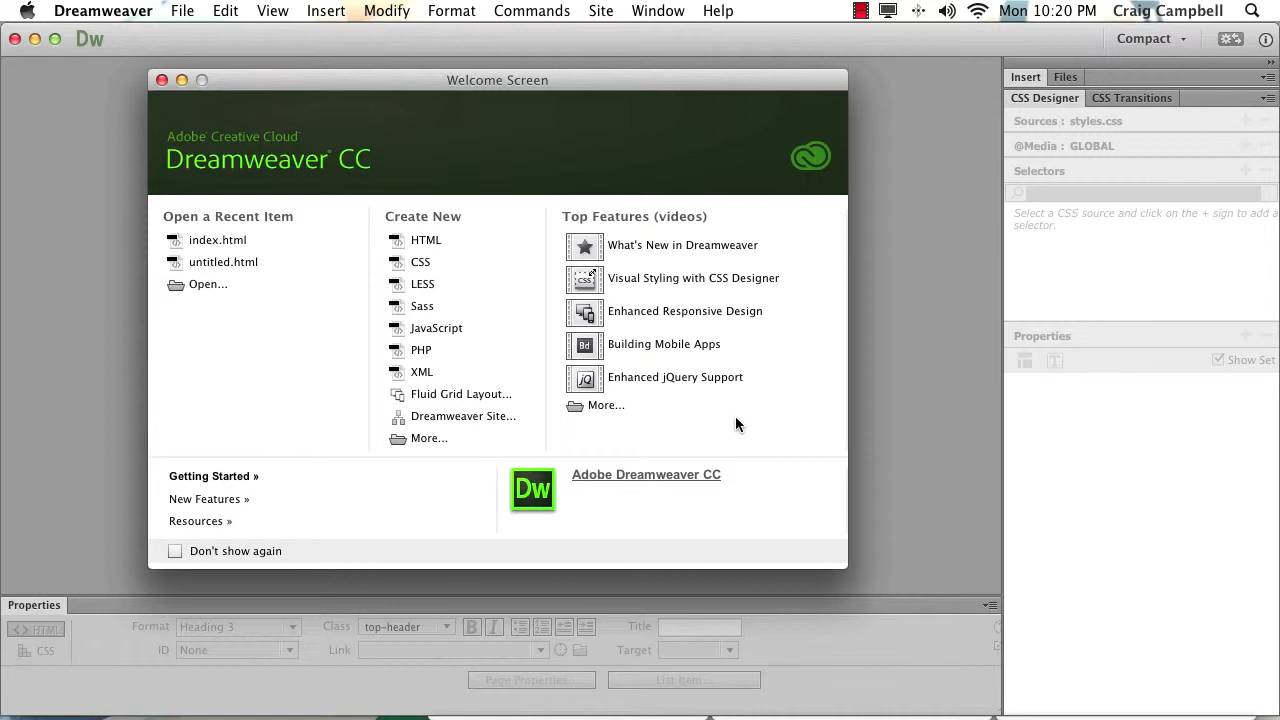 Dreamweaver File Edit View Insert Modify Format Commands Site Window Help Mon 10:20 PM Craig Campbell
Dw Compact
Welcome Screen
Adobe® Creative Cloud™
Dreamweaver® CC
Open a Recent Item
index.html
untitled.html
Open...
Create New
HTML
CSS
LESS
Sass
JavaScript
PHP
XML
Fluid Grid Layout...
Dreamweaver Site...
More...
Top Features (videos)
What's New in Dreamweaver
CSS Visual Styling with CSS Designer
Enhanced Responsive Design
Bd Building Mobile Apps
jQ Enhanced jQuery Support
More...
Getting Started »
New Features »
Resources »
Dw Adobe Dreamweaver CC
Don't show again
Insert Files
CSS Designer CSS Transitions
Sources : styles.css
@Media : GLOBAL
Selectors
Select a CSS source and click on the + sign to add a
selector.
Properties
Show Set
Properties
<> HTML Format Heading 3 Class top-header B I Title
CSS ID None Link Target
Page Properties... List Item...